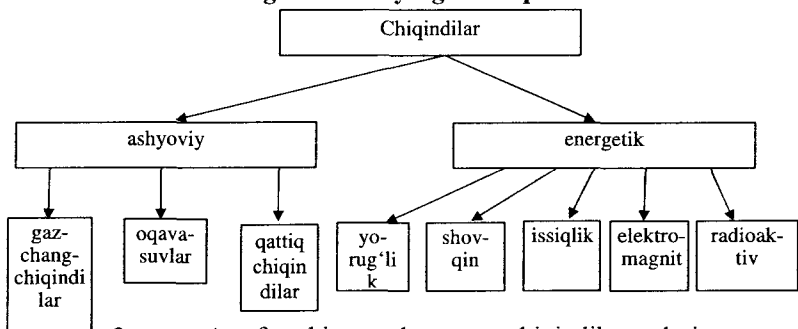 Chiqindilar
ashyoviy
energetik
gaz-
chang-
chiqindi
lar
oqava-
suvlar
qattiq
chiqin
dilar
yo-
rug‘li
k
shov-
qin
issiqlik
elektro-
magnit
radioak-
tiv